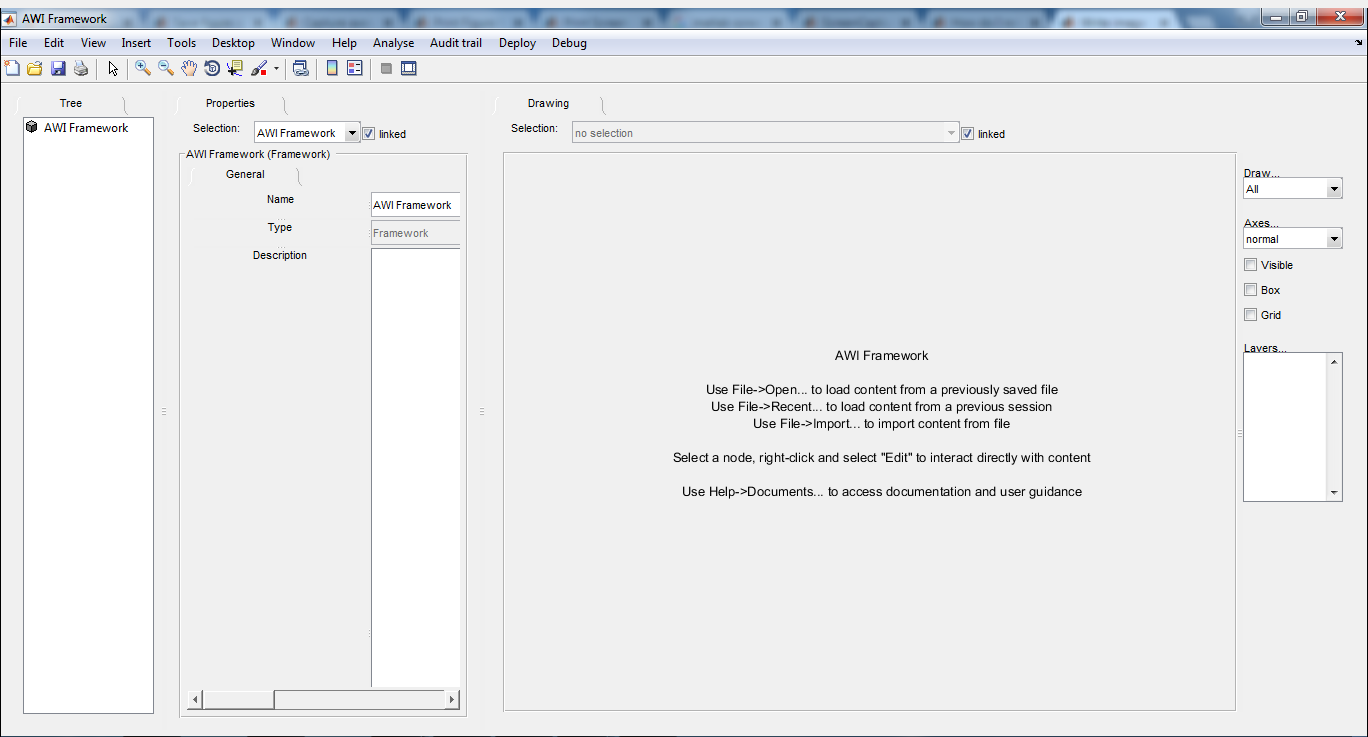 AWI Framework
File Edit View Insert Tools Desktop Window Help Analyse Audit trail Deploy Debug
Tree
AWI Framework
Properties
Selection: AWI Framework linked
AWI Framework (Framework)
General
Name AWI Framework
Type Framework
Description
Drawing
Selection: no selection linked
AWI Framework
Use File->Open... to load content from a previously saved file
Use File->Recent... to load content from a previous session
Use File->Import... to import content from file
Select a node, right-click and select "Edit" to interact directly with content
Use Help->Documents... to access documentation and user guidance
Draw...
All
Axes...
normal
Visible
Box
Grid
Layers...